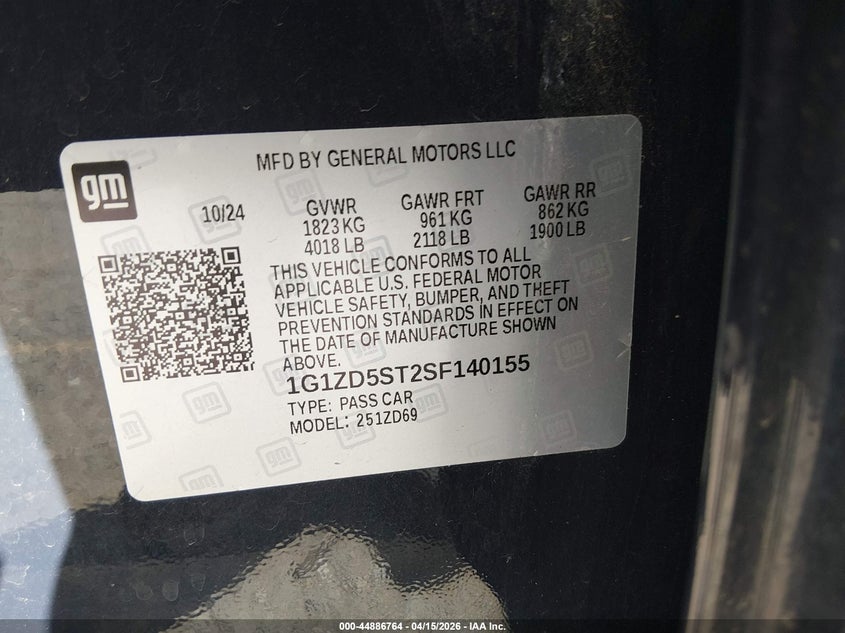 MFD BY GENERAL MOTORS LLC
gm
10/24
GVWR GAWR FRT GAWR RR
1823 KG 961 KG 862 KG
4018 LB 2118 LB 1900 LB
THIS VEHICLE CONFORMS TO ALL
APPLICABLE U.S. FEDERAL MOTOR
VEHICLE SAFETY, BUMPER, AND THEFT
PREVENTION STANDARDS IN EFFECT ON
THE DATE OF MANUFACTURE SHOWN
ABOVE.
1G1ZD5ST2SF140155
TYPE: PASS CAR
MODEL: 251ZD69
000-44886764 - 04/15/2026 - IAA Inc.